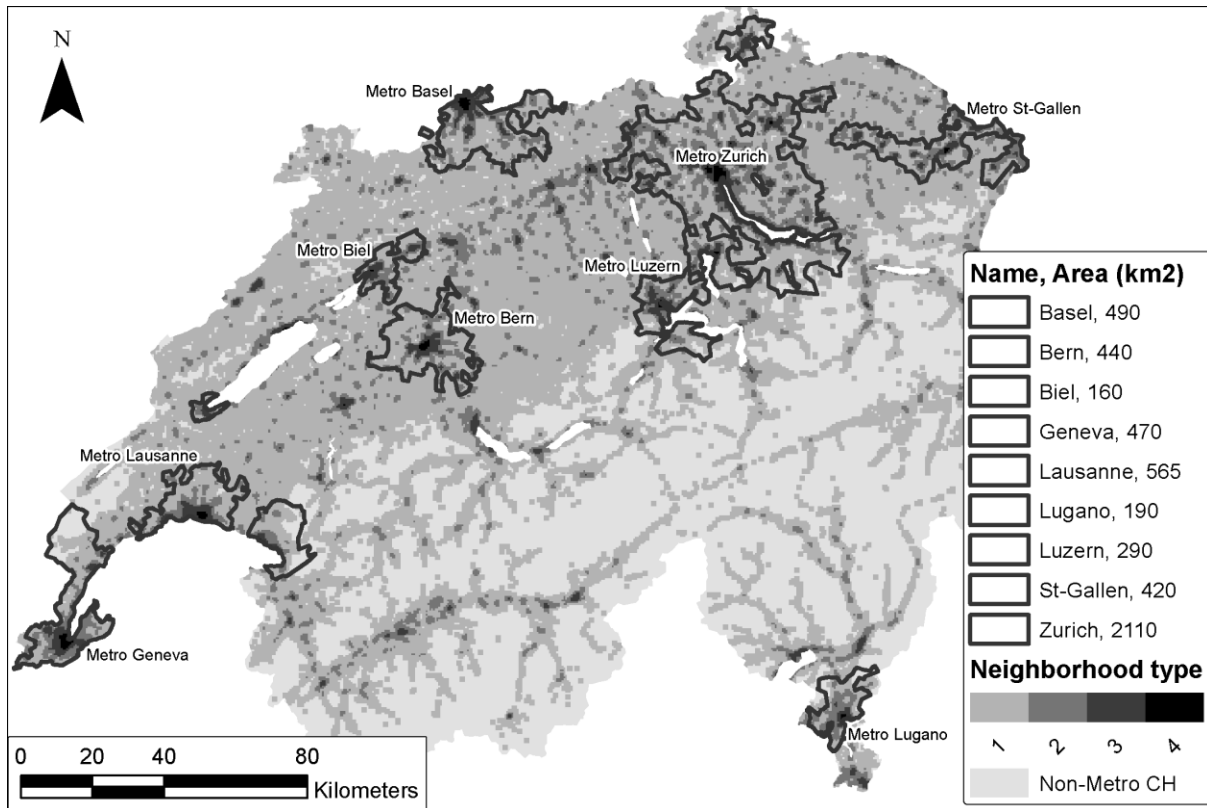 N
Metro Basel
Metro St-Gallen
Metro Zurich
Metro Biel
Metro Luzern
Metro Bern
Metro Lausanne
Metro Geneva
Metro Lugano
Name, Area (km2)
Basel, 490
Bern, 440
Biel, 160
Geneva, 470
Lausanne, 565
Lugano, 190
Luzern, 290
St-Gallen, 420
Zurich, 2110
Neighborhood type
1 2 3 4
Non-Metro CH
0 20 40 80
Kilometers